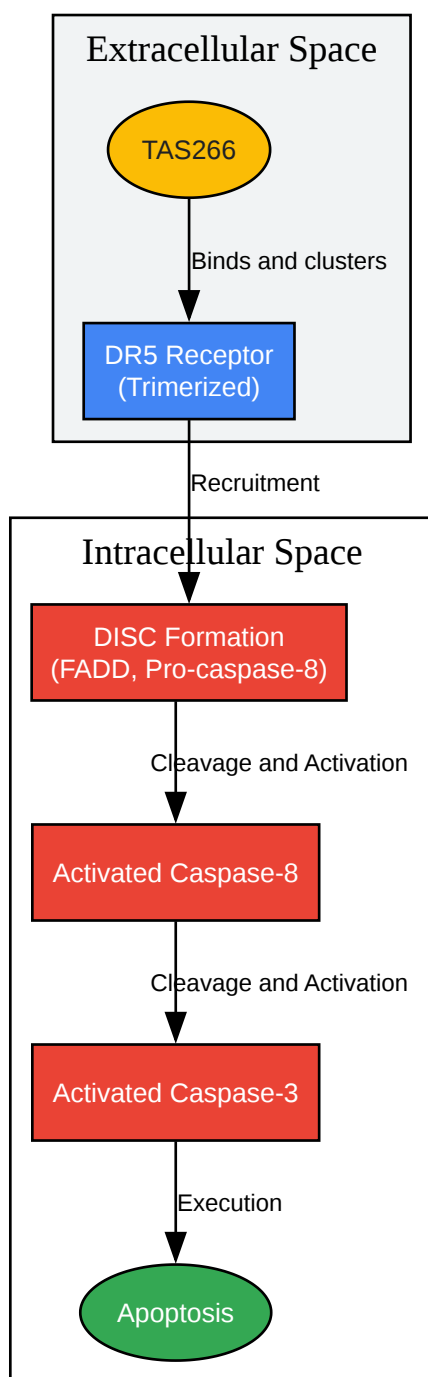 Extracellular Space
TAS266
Binds and clusters
DR5 Receptor
(Trimerized)
Recruitment
Intracellular Space
DISC Formation
(FADD, Pro-caspase-8)
Cleavage and Activation
Activated Caspase-8
Cleavage and Activation
Activated Caspase-3
Execution
Apoptosis